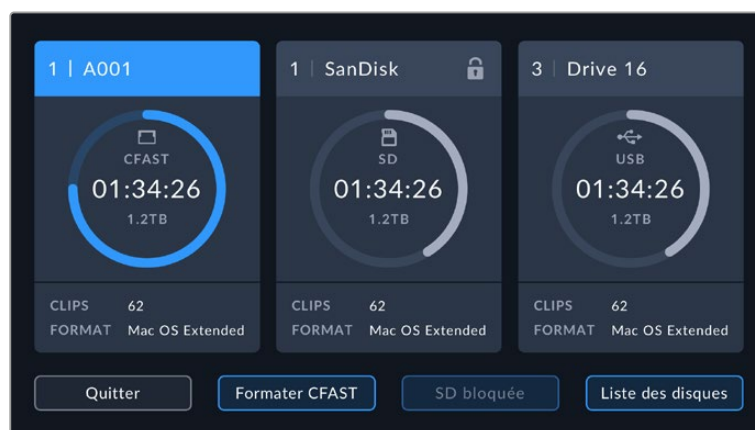 1 | A001
CFAST
01:34:26
1.2TB
CLIPS 62
FORMAT Mac OS Extended
1 | SanDisk
SD
01:34:26
1.2TB
CLIPS 62
FORMAT Mac OS Extended
3 | Drive 16
USB
01:34:26
1.2TB
CLIPS 62
FORMAT Mac OS Extended
Quitter
Formater CFAST
SD bloquée
Liste des disques